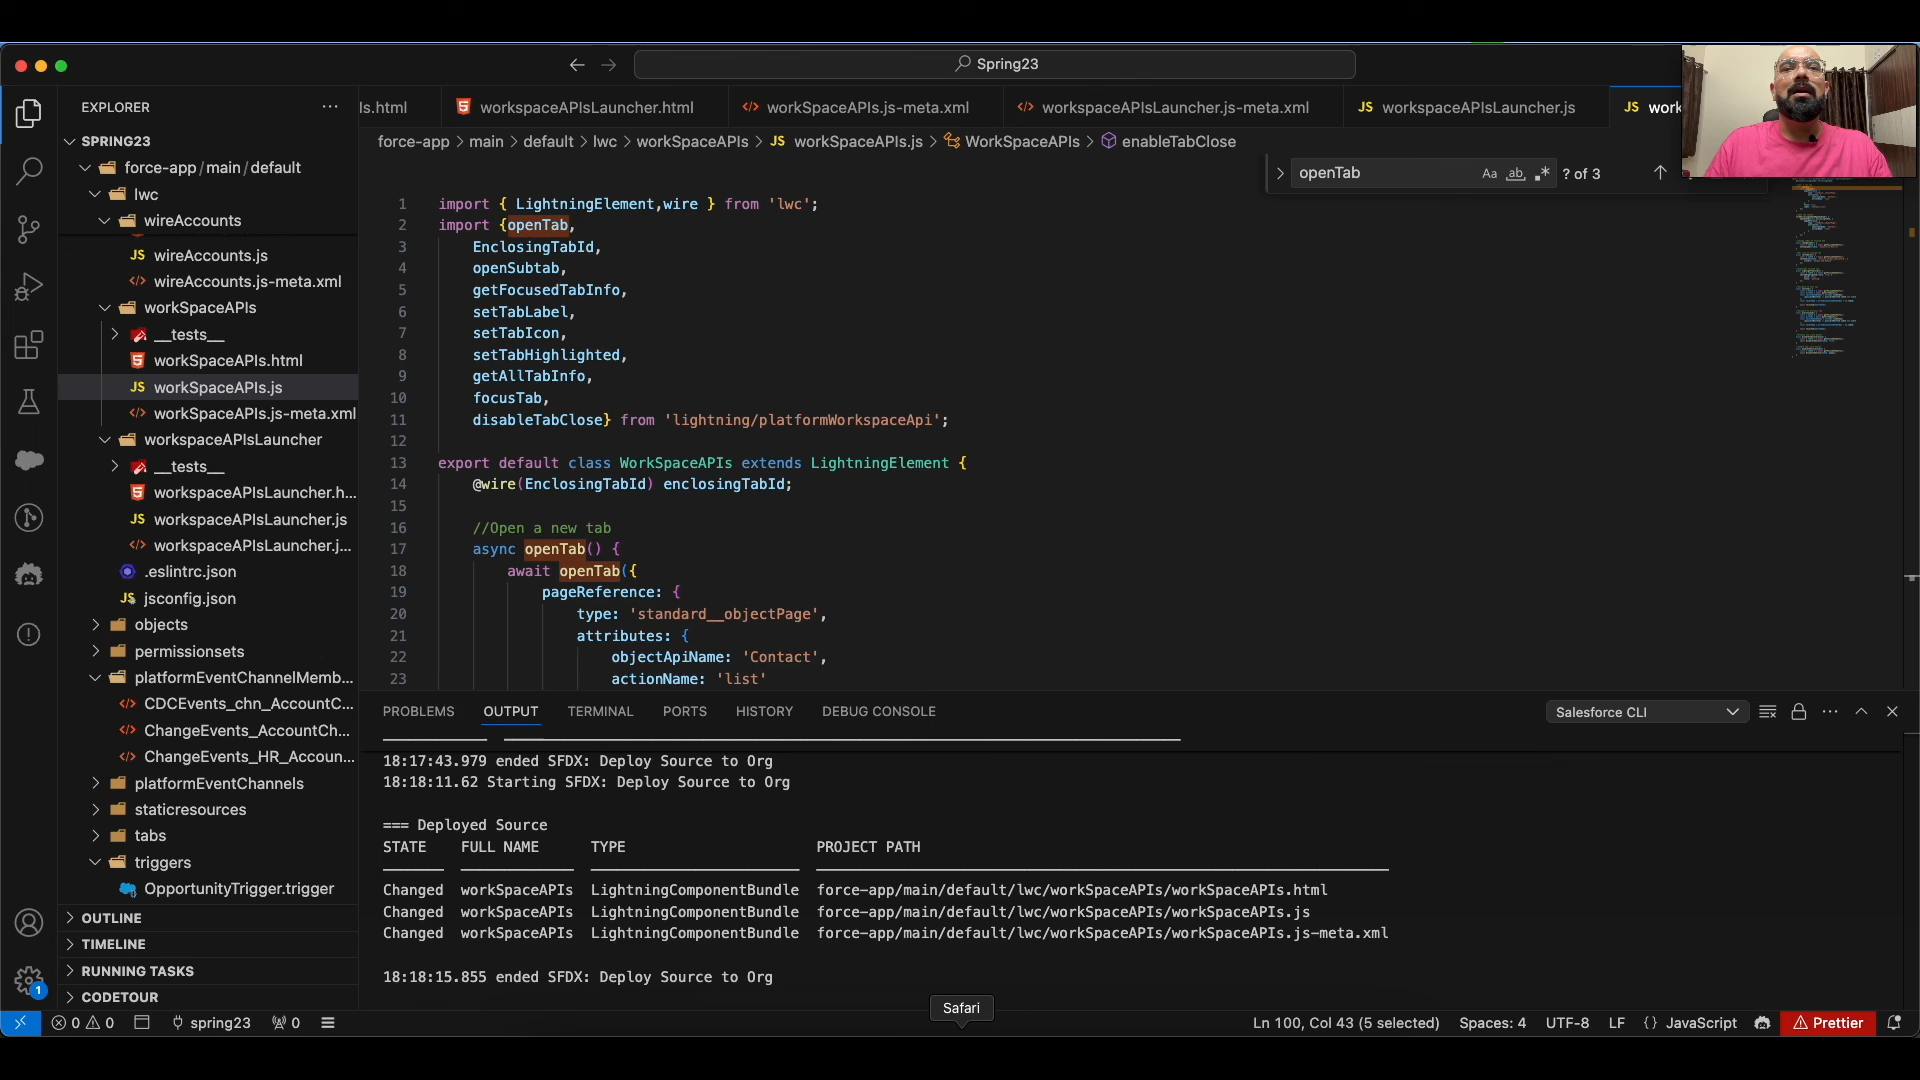 Spring23
EXPLORER
ls.html
workspaceAPIsLauncher.html
workSpaceAPIs.js-meta.xml
workspaceAPIsLauncher.js-meta.xml
JS workspaceAPIsLauncher.js
JS work
force-app > main > default > lwc > workSpaceAPIs > JS workSpaceAPIs.js > WorkSpaceAPIs > enableTabClose
openTab Aa ab .* ? of 3
SPRING23
force-app/main/default
lwc
wireAccounts
JS wireAccounts.js
wireAccounts.js-meta.xml
workSpaceAPIs
__tests__
workSpaceAPIs.html
JS workSpaceAPIs.js
workSpaceAPIs.js-meta.xml
workspaceAPIsLauncher
__tests__
workspaceAPIsLauncher.h...
JS workspaceAPIsLauncher.js
workspaceAPIsLauncher.j...
.eslintrc.json
JS jsconfig.json
objects
permissionsets
platformEventChannelMemb...
CDCEvents_chn_AccountC...
ChangeEvents_AccountCh...
ChangeEvents_HR_Accoun...
platformEventChannels
staticresources
tabs
triggers
OpportunityTrigger.trigger
OUTLINE
TIMELINE
RUNNING TASKS
CODETOUR
1 import { LightningElement,wire } from 'lwc';
2 import {openTab,
3 EnclosingTabId,
4 openSubtab,
5 getFocusedTabInfo,
6 setTabLabel,
7 setTabIcon,
8 setTabHighlighted,
9 getAllTabInfo,
10 focusTab,
11 disableTabClose} from 'lightning/platformWorkspaceApi';
12
13 export default class WorkSpaceAPIs extends LightningElement {
14 @wire(EnclosingTabId) enclosingTabId;
15
16 //Open a new tab
17 async openTab() {
18 await openTab({
19 pageReference: {
20 type: 'standard__objectPage',
21 attributes: {
22 objectApiName: 'Contact',
23 actionName: 'list'
PROBLEMS OUTPUT TERMINAL PORTS HISTORY DEBUG CONSOLE
Salesforce CLI
18:17:43.979 ended SFDX: Deploy Source to Org
18:18:11.62 Starting SFDX: Deploy Source to Org
=== Deployed Source
STATE FULL NAME TYPE PROJECT PATH
Changed workSpaceAPIs LightningComponentBundle force-app/main/default/lwc/workSpaceAPIs/workSpaceAPIs.html
Changed workSpaceAPIs LightningComponentBundle force-app/main/default/lwc/workSpaceAPIs/workSpaceAPIs.js
Changed workSpaceAPIs LightningComponentBundle force-app/main/default/lwc/workSpaceAPIs/workSpaceAPIs.js-meta.xml
18:18:15.855 ended SFDX: Deploy Source to Org
Safari
1
0 0 spring23 0
Ln 100, Col 43 (5 selected) Spaces: 4 UTF-8 LF {} JavaScript Prettier